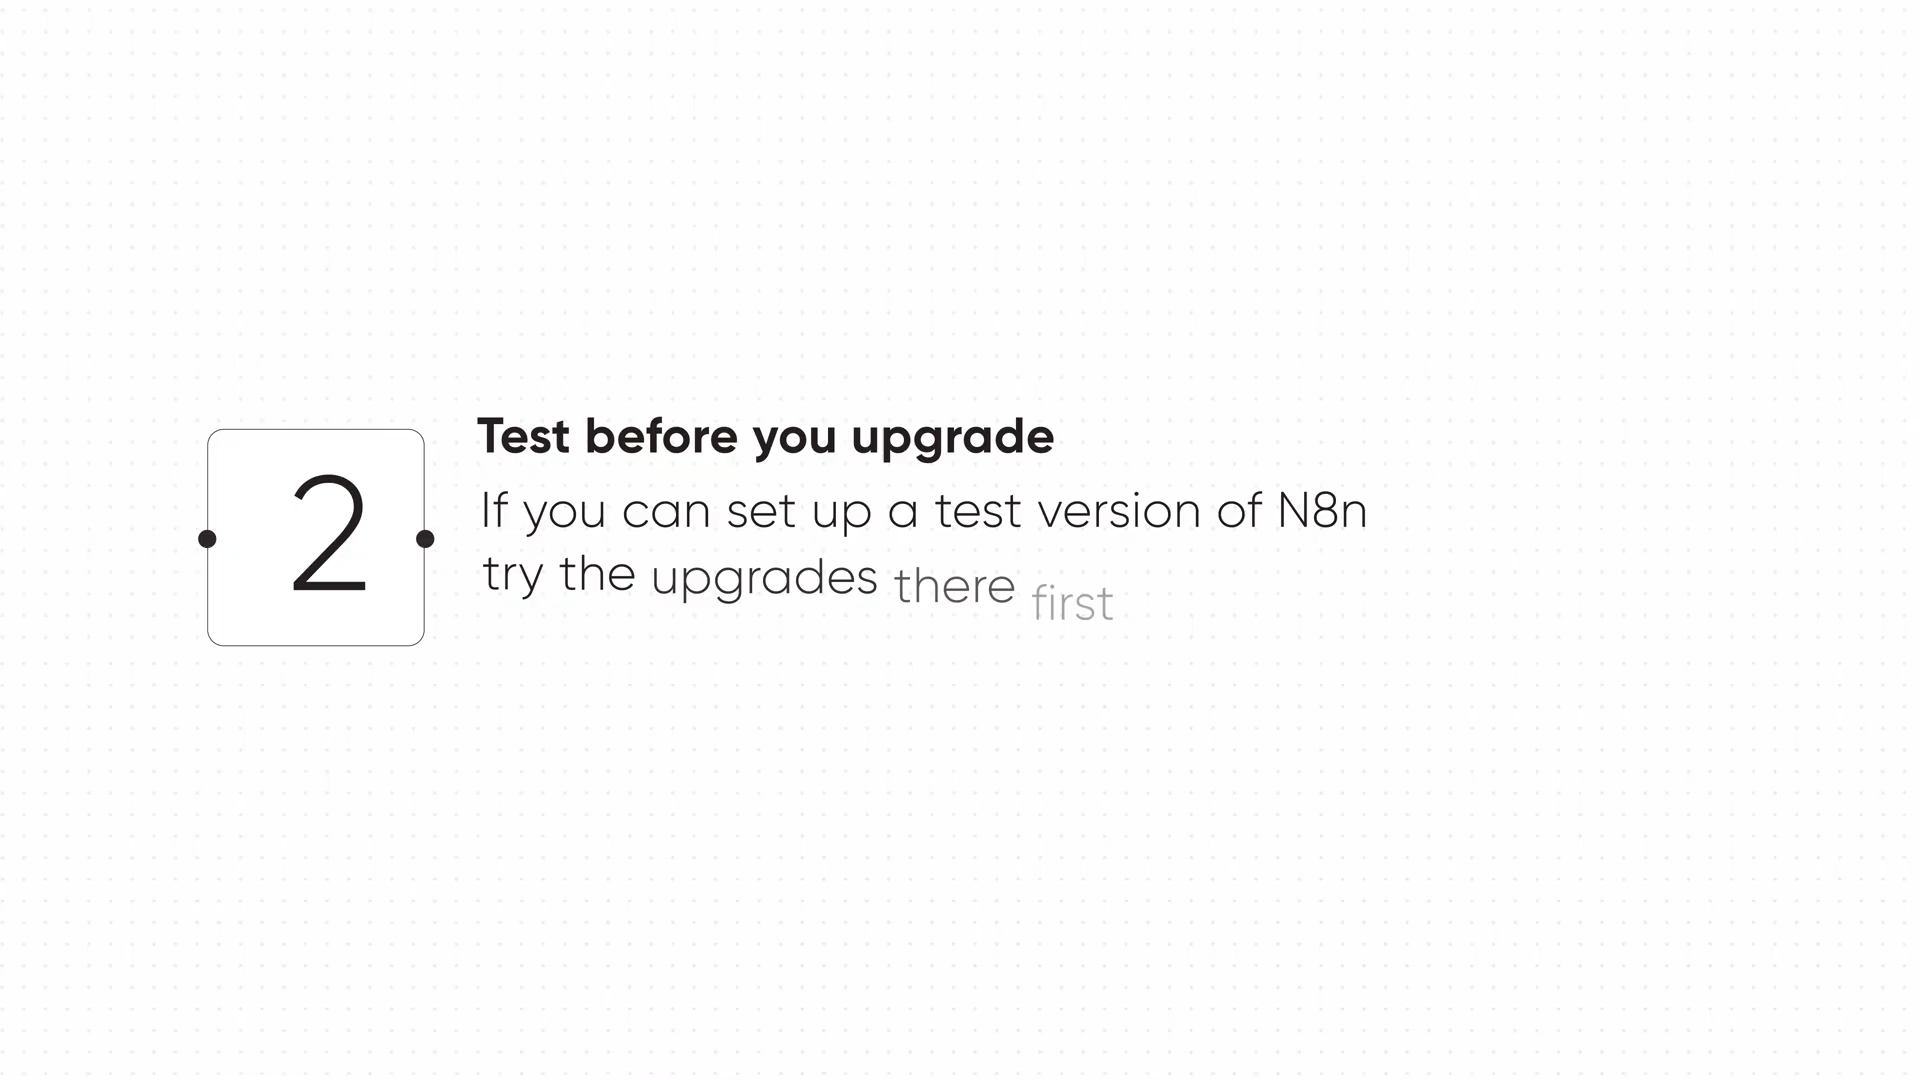 2
Test before you upgrade
If you can set up a test version of N8n
try the upgrades there first